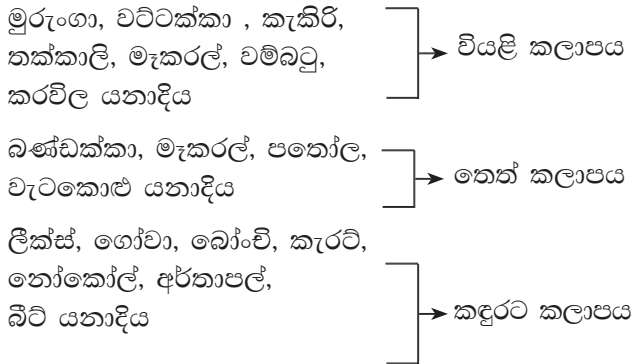 මුරුංගා, වට්ටක්කා , කැකිරි,
තක්කාලි, මෑකරල්, වම්බටු,
කරවිල යනාදිය
වියළි කලාපය
බණ්ඩක්කා, මෑකරල්, පතෝල,
වැටකොළු යනාදිය
තෙත් කලාපය
ලීක්ස්, ගෝවා, බෝංචි, කැරට්,
නෝකෝල්, අර්තාපල්,
බීට් යනාදිය
කඳුරට කලාපය